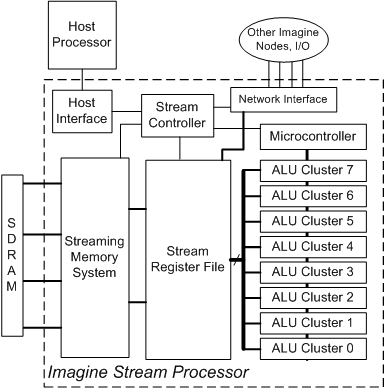 Host
Processor
Other Imagine
Nodes, I/O
Host
Interface
Stream
Controller
Network Interface
Microcontroller
SDRAM
Streaming
Memory
System
Stream
Register File
ALU Cluster 7
ALU Cluster 6
ALU Cluster 5
ALU Cluster 4
ALU Cluster 3
ALU Cluster 2
ALU Cluster 1
ALU Cluster 0
Imagine Stream Processor